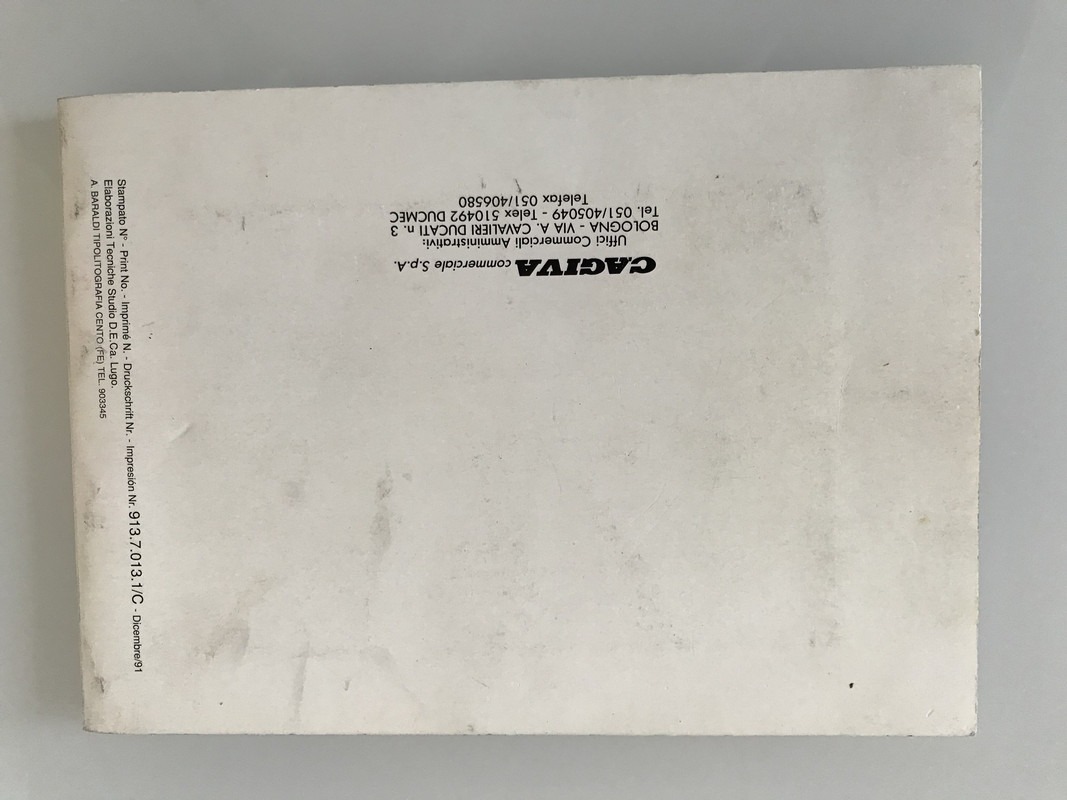 CAGIVA commerciale S.p.A.
Uffici Commerciali Amministrativi:
BOLOGNA - VIA A. CAVALIERI DUCATI n. 3
Tel. 051/405049 - Telex 510492 DUCMEC
Telefax 051/406580
Stampato N° - Print No. - Imprimé N. - Druckschrift Nr. - Impresión Nr. 913.7.013.1/C - Dicembre/91
Elaborazioni Tecniche Studio D.E.Ca. Lugo.
A. BARALDI TIPOLITOGRAFIA CENTO (FE) TEL. 903345